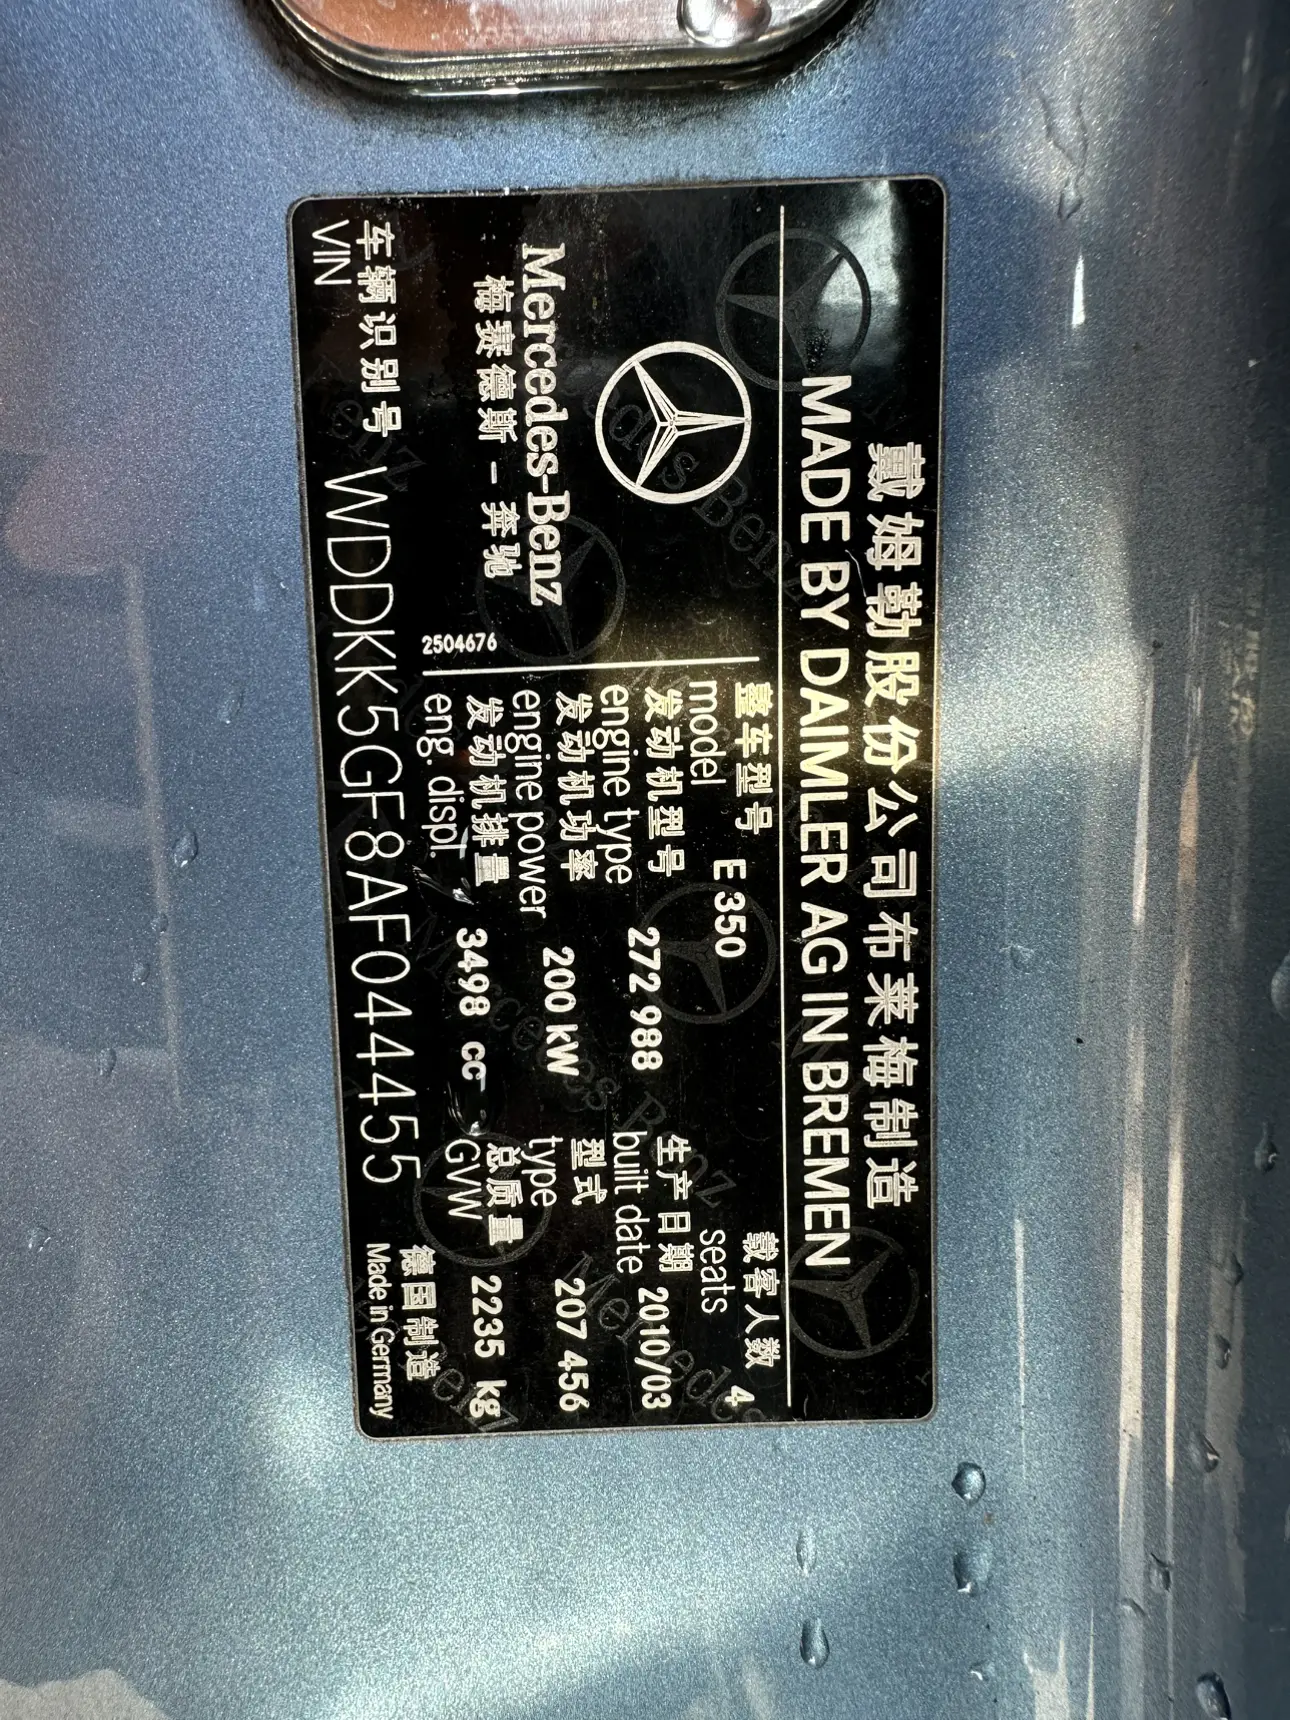 戴姆勒股份公司布莱梅制造
MADE BY DAIMLER AG IN BREMEN
Mercedes-Benz
梅赛德斯－奔驰
2504676
整车型号 E 350
model
发动机型号 272 988
engine type
发动机功率 200 kW
engine power
发动机排量 3498 cc
eng. displ.
载客人数 4
seats
生产日期 2010/03
built date
型式 207 456
type
总质量 2235 kg
GVW
车辆识别号 WDDKK5GF8AF044455
VIN
德国制造
Made in Germany